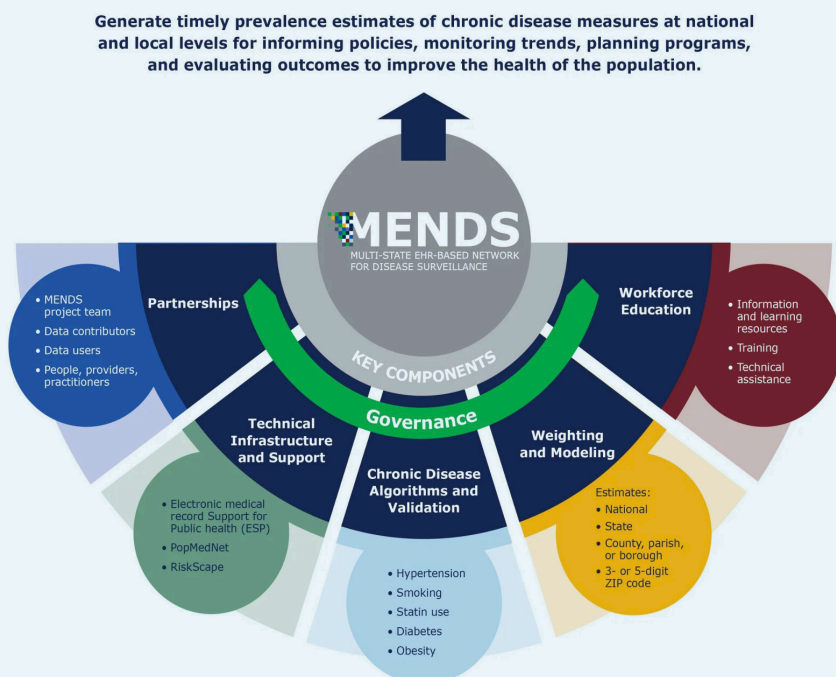 Generate timely prevalence estimates of chronic disease measures at national
and local levels for informing policies, monitoring trends, planning programs,
and evaluating outcomes to improve the health of the population.
MENDS
MULTI-STATE EHR-BASED NETWORK
FOR DISEASE SURVEILLANCE
KEY COMPONENTS
Governance
Partnerships
• MENDS
project team
• Data contributors
• Data users
• People, providers,
practitioners
Technical
Infrastructure
and Support
• Electronic medical
record Support for
Public health (ESP)
• PopMedNet
• RiskScape
Chronic Disease
Algorithms and
Validation
• Hypertension
• Smoking
• Statin use
• Diabetes
• Obesity
Weighting
and Modeling
Estimates:
• National
• State
• County, parish,
or borough
• 3- or 5-digit
ZIP code
Workforce
Education
• Information
and learning
resources
• Training
• Technical
assistance